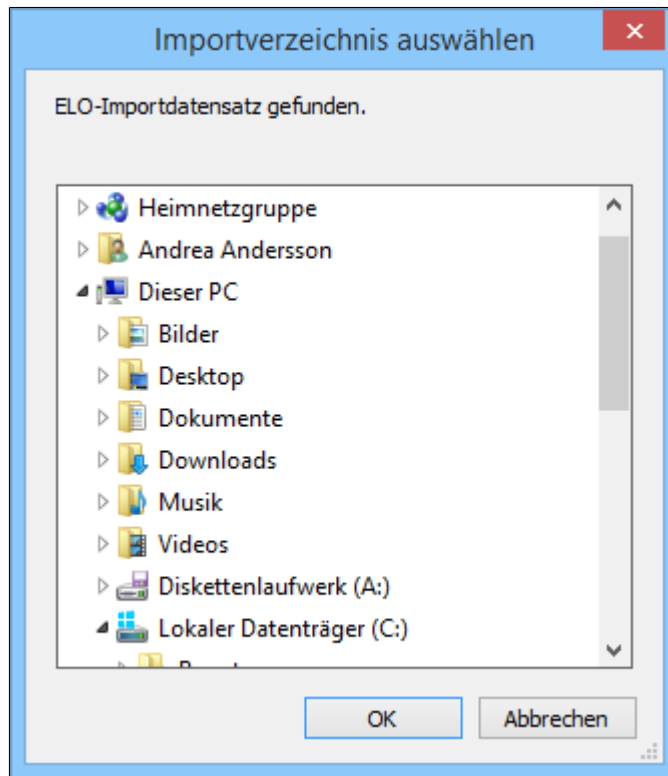 Importverzeichnis auswählen
ELO-Importdatensatz gefunden.
Heimnetzgruppe
Andrea Andersson
Dieser PC
Bilder
Desktop
Dokumente
Downloads
Musik
Videos
Diskettenlaufwerk (A:)
Lokaler Datenträger (C:)
OK
Abbrechen